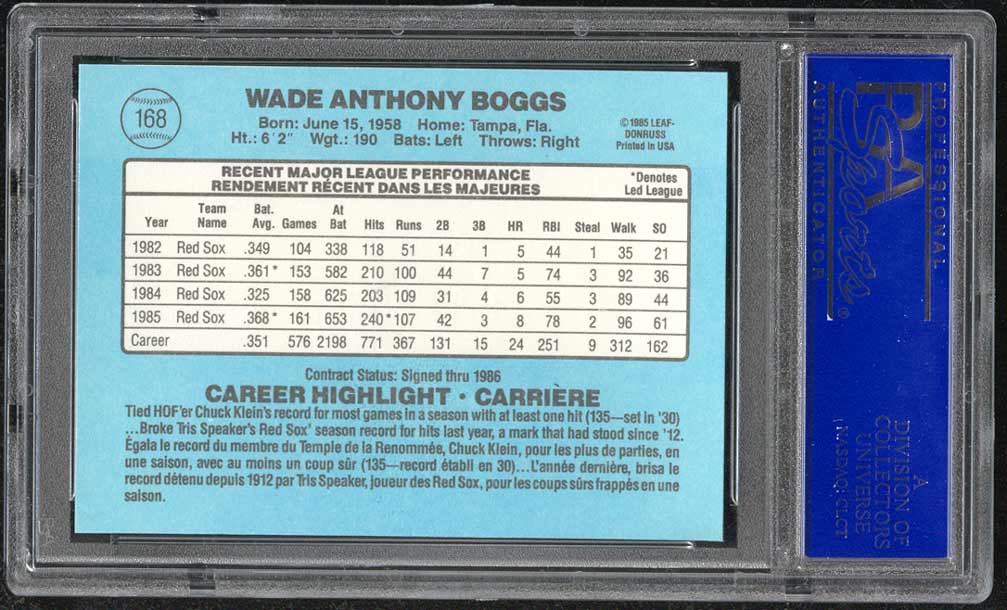 168
WADE ANTHONY BOGGS
Born: June 15, 1958 Home: Tampa, Fla.
Ht.: 6'2" Wgt.: 190 Bats: Left Throws: Right
©1985 LEAF-
DONRUSS
Printed in USA
RECENT MAJOR LEAGUE PERFORMANCE
RENDEMENT RÉCENT DANS LES MAJEURES
*Denotes
Led League
Year Team Name Bat. Avg. Games At Bat Hits Runs 2B 3B HR RBI Steal Walk SO
1982 Red Sox .349 104 338 118 51 14 1 5 44 1 35 21
1983 Red Sox .361* 153 582 210 100 44 7 5 74 3 92 36
1984 Red Sox .325 158 625 203 109 31 4 6 55 3 89 44
1985 Red Sox .368* 161 653 240* 107 42 3 8 78 2 96 61
Career .351 576 2198 771 367 131 15 24 251 9 312 162
Contract Status: Signed thru 1986
CAREER HIGHLIGHT • CARRIÈRE
Tied HOF'er Chuck Klein's record for most games in a season with at least one hit (135—set in '30)
...Broke Tris Speaker's Red Sox' season record for hits last year, a mark that had stood since '12.
Égala le record du membre du Temple de la Renommée, Chuck Klein, pour les plus de parties, en
une saison, avec au moins un coup sûr (135—record établi en 30)...L'année dernière, brisa le
record détenu depuis 1912 par Tris Speaker, joueur des Red Sox, pour les coups sûrs frappés en une
saison.
PROFESSIONAL
PSA
Sports®
AUTHENTICATOR
A
DIVISION OF
COLLECTORS
UNIVERSE
NASDAQ: CLCT